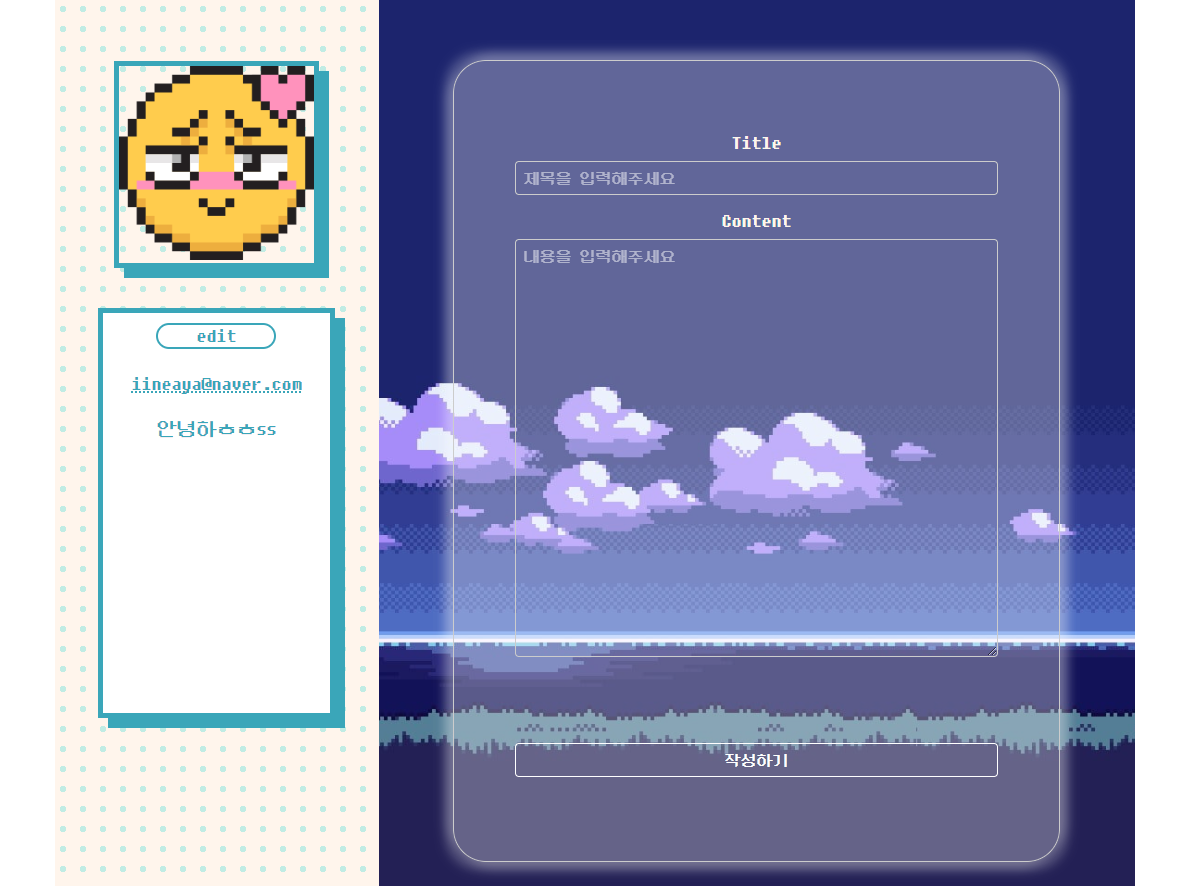 edit
iineaya@naver.com
안녕하ㅎㅎss
Title
제목을 입력해주세요
Content
내용을 입력해주세요
작성하기